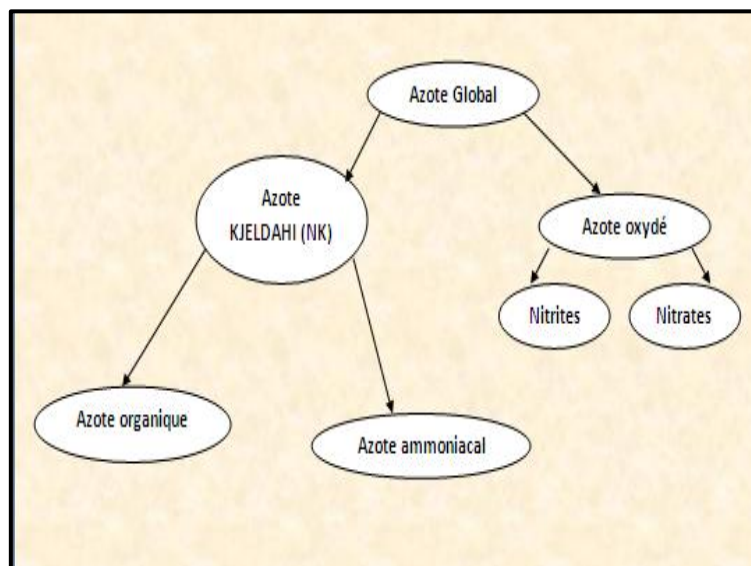 Azote Global
Azote
KJELDAHI (NK)
Azote oxydé
Nitrites
Nitrates
Azote organique
Azote ammoniacal